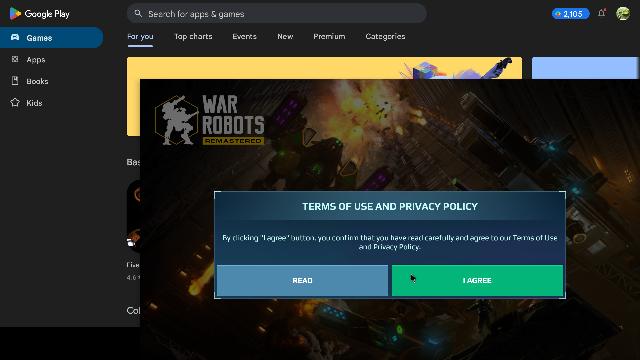 Google Play
Search for apps & games
2,105
Games
Apps
Books
Kids
For you
Top charts
Events
New
Premium
Categories
WAR
ROBOTS
REMASTERED
Bas
TERMS OF USE AND PRIVACY POLICY
By clicking "I agree" button, you confirm that you have read carefully and agree to our Terms of Use
and Privacy Policy.
READ
I AGREE
Five
4.6
Col